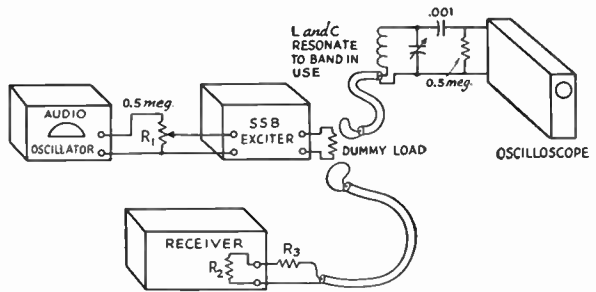 .001
L and C
RESONATE
TO BAND IN
USE
0.5 meg.
AUDIO
OSCILLATOR
0.5 meg.
R1
SSB
EXCITER
DUMMY LOAD
OSCILLOSCOPE
RECEIVER
R2
R3